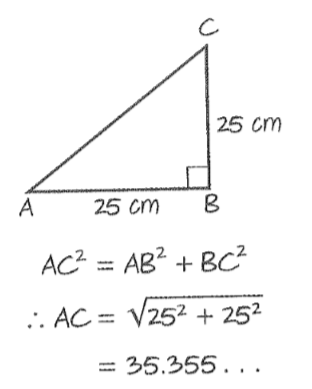 C
25 cm
A
25 cm
B
AC² = AB² + BC²
∴ AC = √25² + 25²
= 35.355...